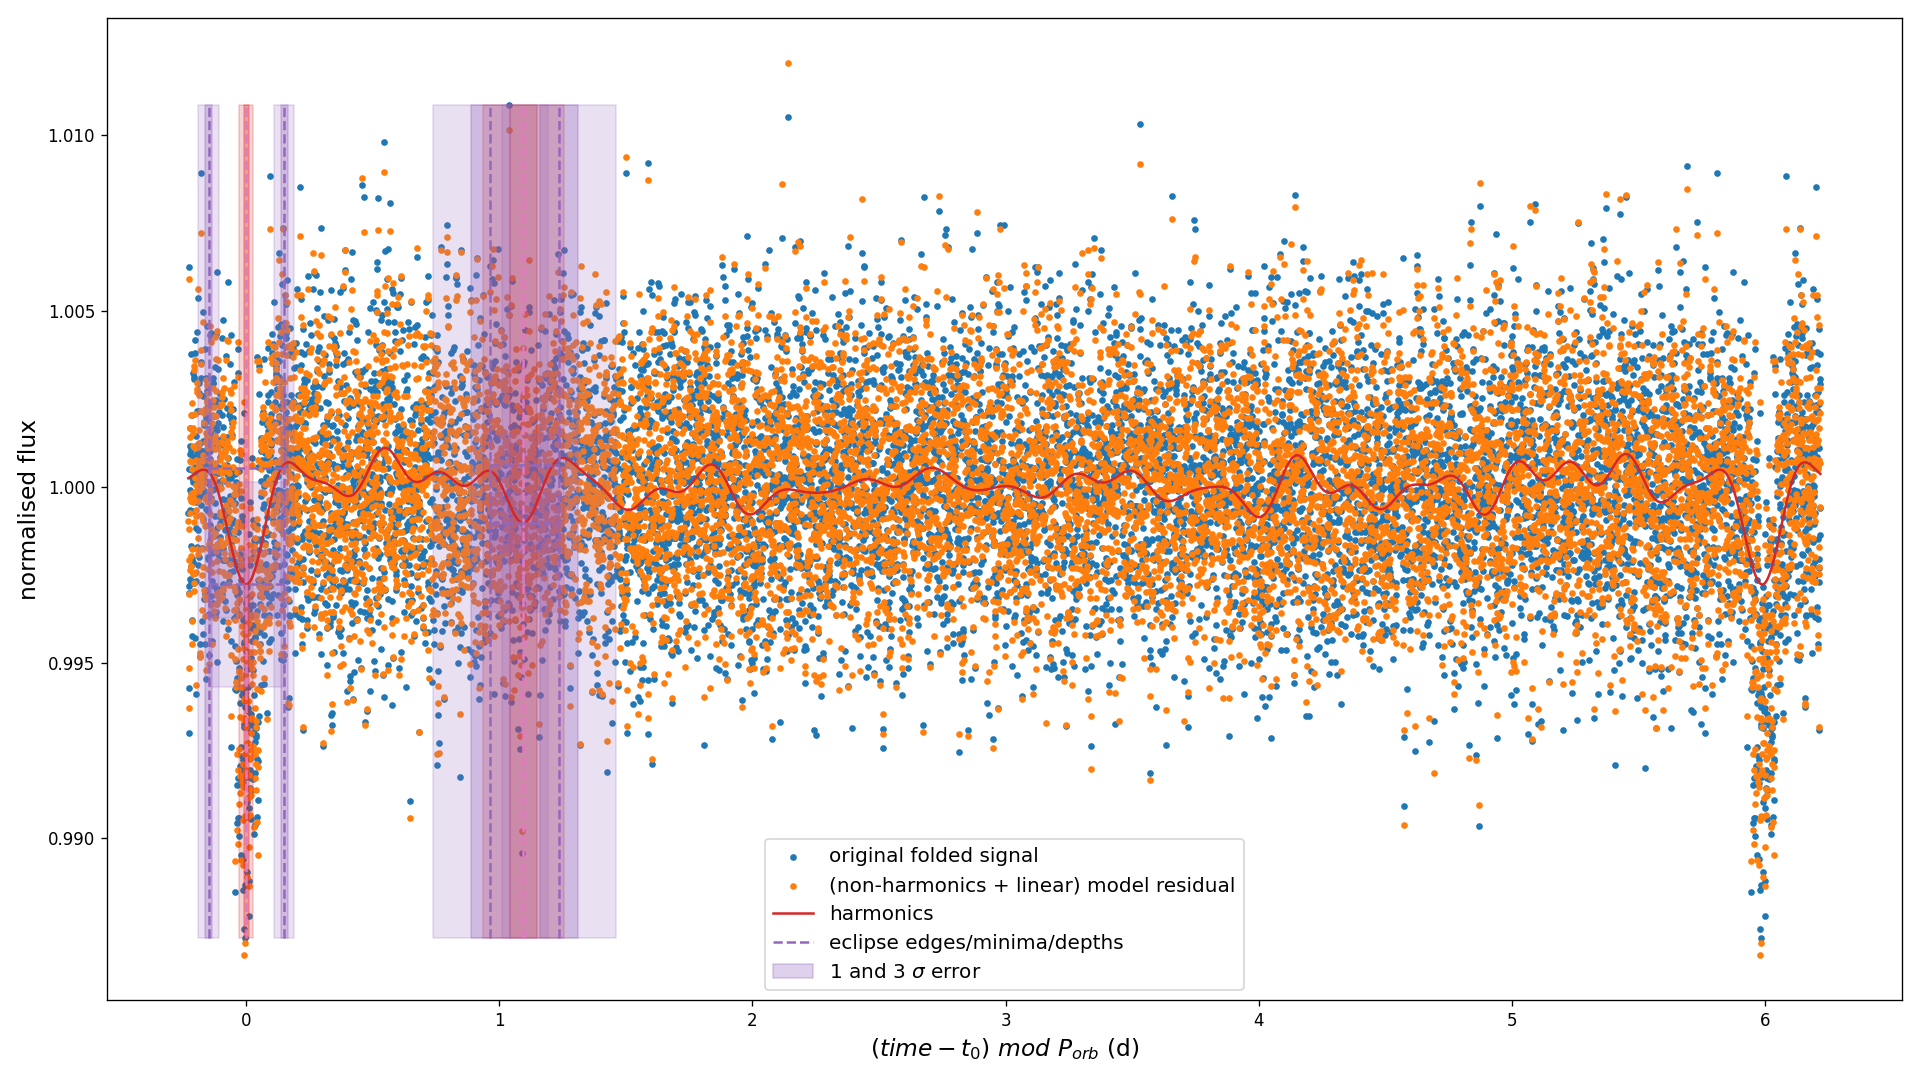 normalised flux
1.010
1.005
1.000
0.995
0.990
original folded signal
(non-harmonics + linear) model residual
harmonics
eclipse edges/minima/depths
1 and 3 σ error
0 1 2 3 4 5 6
(time − t₀) mod Pₒᵣ♭ (d)